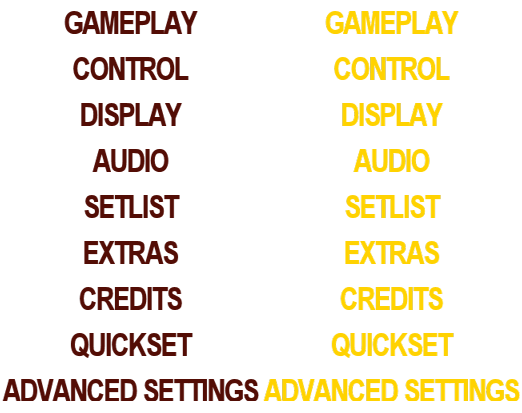 GAMEPLAY GAMEPLAY
CONTROL CONTROL
DISPLAY DISPLAY
AUDIO AUDIO
SETLIST SETLIST
EXTRAS EXTRAS
CREDITS CREDITS
QUICKSET QUICKSET
ADVANCED SETTINGS ADVANCED SETTINGS